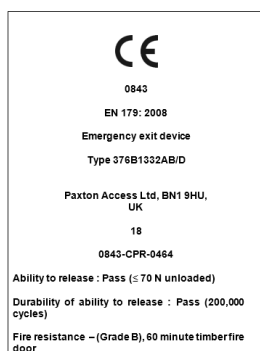 CE
0843
EN 179: 2008
Emergency exit device
Type 376B1332AB/D
Paxton Access Ltd, BN1 9HU,
UK
18
0843-CPR-0464
Ability to release : Pass (≤ 70 N unloaded)
Durability of ability to release : Pass (200,000
cycles)
Fire resistance – (Grade B), 60 minute timber fire
door